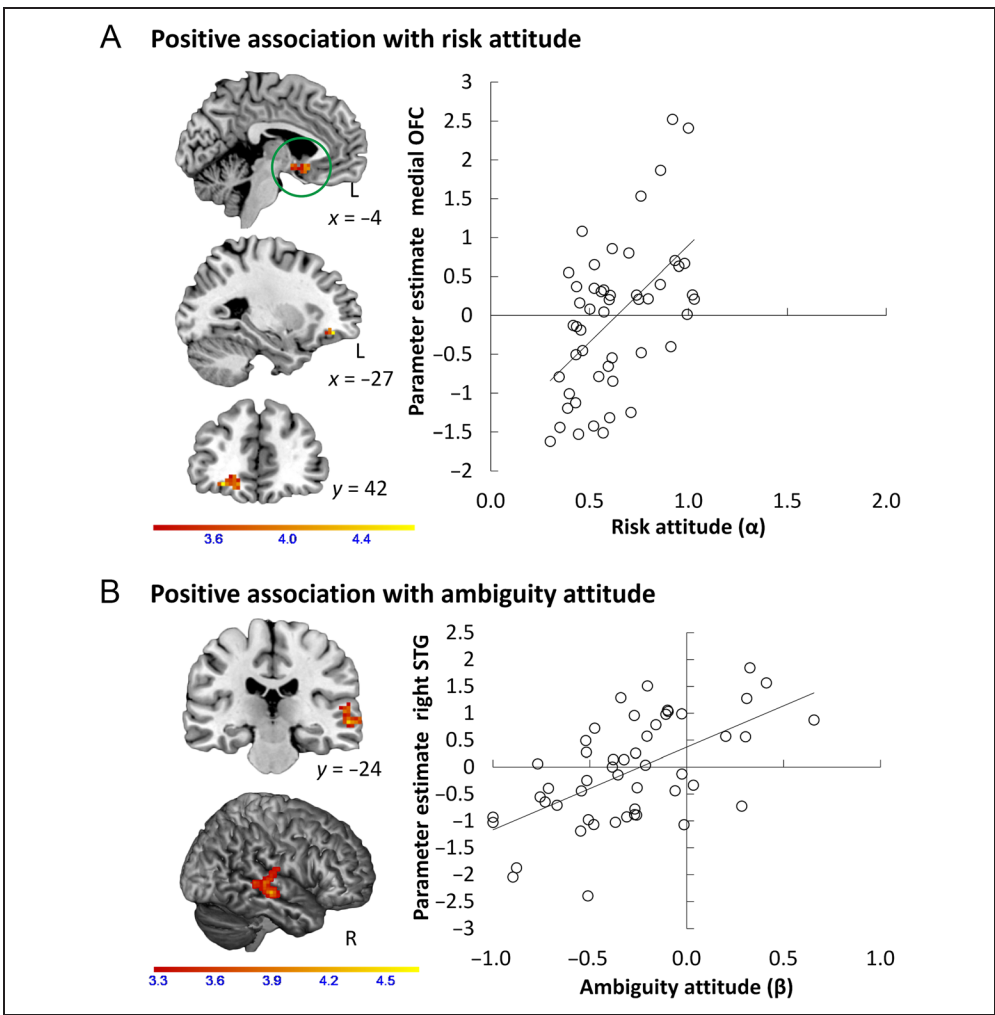 A Positive association with risk attitude
L
x = −4
L
x = −27
y = 42
3.6 4.0 4.4
Parameter estimate medial OFC
3
2.5
2
1.5
1
0.5
0
−0.5
−1
−1.5
−2
0.0 0.5 1.0 1.5 2.0
Risk attitude (α)
B Positive association with ambiguity attitude
y = −24
R
3.3 3.6 3.9 4.2 4.5
Parameter estimate right STG
2.5
2
1.5
1
0.5
0
−0.5
−1
−1.5
−2
−2.5
−3
−1.0 −0.5 0.0 0.5 1.0
Ambiguity attitude (β)